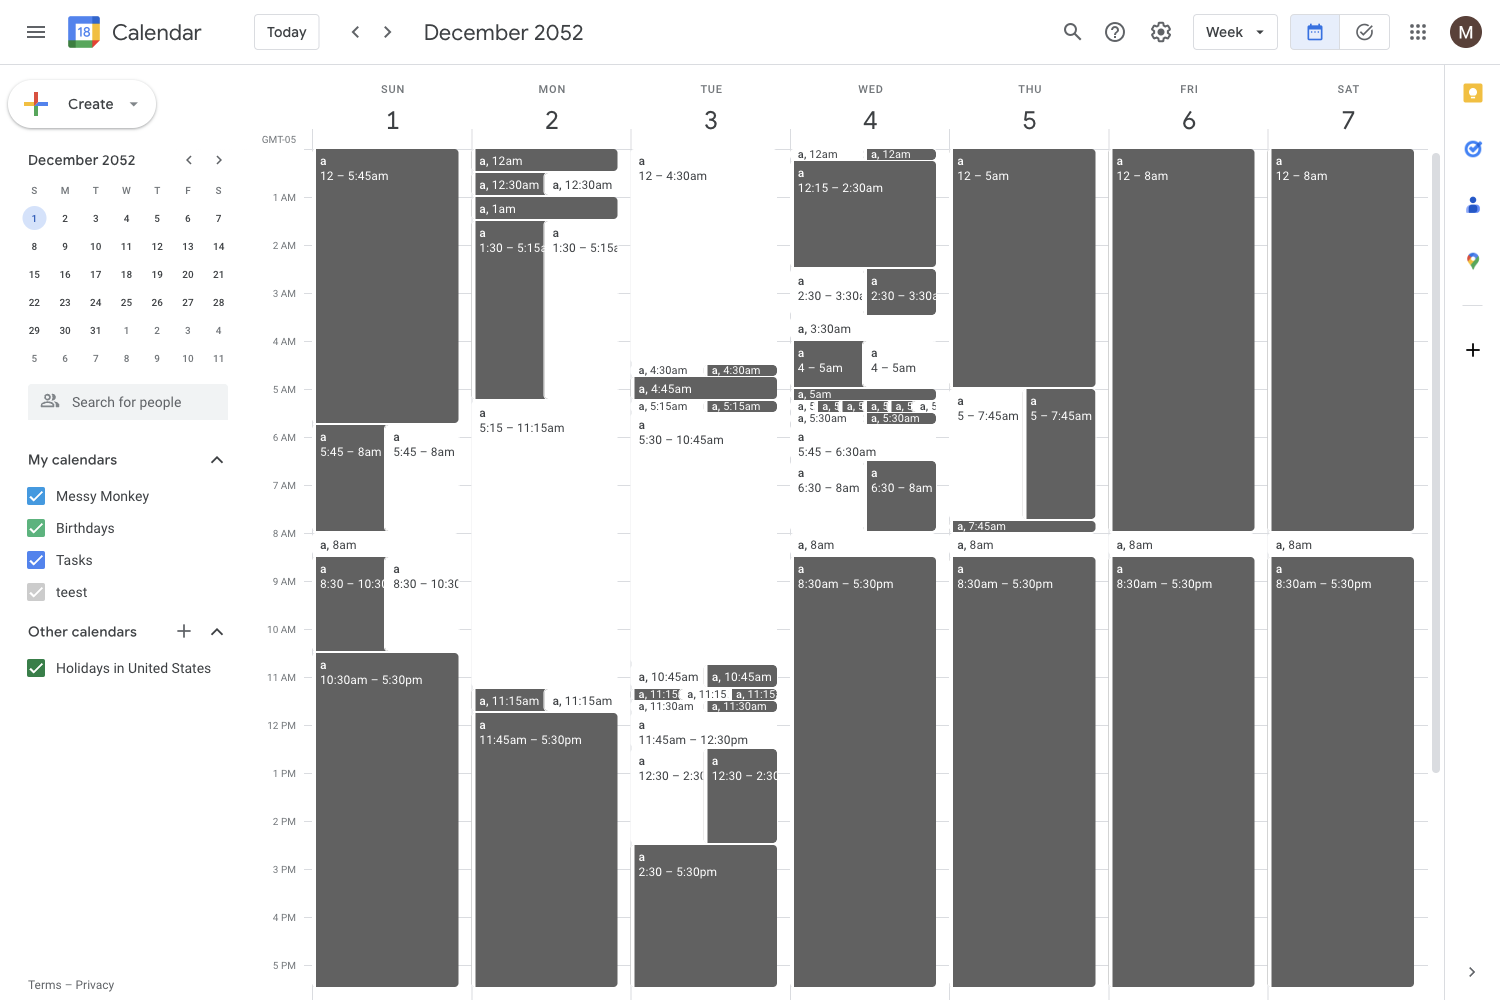 18 Calendar
Today
December 2052
Week
M
Create
December 2052
S M T W T F S
1 2 3 4 5 6 7
8 9 10 11 12 13 14
15 16 17 18 19 20 21
22 23 24 25 26 27 28
29 30 31 1 2 3 4
5 6 7 8 9 10 11
Search for people
My calendars
Messy Monkey
Birthdays
Tasks
teest
Other calendars
Holidays in United States
Terms – Privacy
GMT-05
1 AM
2 AM
3 AM
4 AM
5 AM
6 AM
7 AM
8 AM
9 AM
10 AM
11 AM
12 PM
1 PM
2 PM
3 PM
4 PM
5 PM
SUN
1
a
12 – 5:45am
a
5:45 – 8am
a
5:45 – 8am
a, 8am
a
8:30 – 10:30
a
8:30 – 10:30
a
10:30am – 5:30pm
MON
2
a, 12am
a, 12:30am
a, 12:30am
a, 1am
a
1:30 – 5:15a
a
1:30 – 5:15a
a
5:15 – 11:15am
a, 11:15am
a, 11:15am
a
11:45am – 5:30pm
TUE
3
a
12 – 4:30am
a, 4:30am
a, 4:30am
a, 4:45am
a, 5:15am
a, 5:15am
a
5:30 – 10:45am
a, 10:45am
a, 10:45am
a, 11:15
a, 11:15
a, 11:15
a, 11:30am
a, 11:30am
a
11:45am – 12:30pm
a
12:30 – 2:30
a
12:30 – 2:30
a
2:30 – 5:30pm
WED
4
a, 12am
a, 12am
a
12:15 – 2:30am
a
2:30 – 3:30a
a
2:30 – 3:30a
a, 3:30am
a
4 – 5am
a
4 – 5am
a, 5am
a, 5
a, 5
a, 5
a, 5
a, 5
a, 5
a, 5:30am
a, 5:30am
a
5:45 – 6:30am
a
6:30 – 8am
a
6:30 – 8am
a, 8am
a
8:30am – 5:30pm
THU
5
a
12 – 5am
a
5 – 7:45am
a
5 – 7:45am
a, 7:45am
a, 8am
a
8:30am – 5:30pm
FRI
6
a
12 – 8am
a, 8am
a
8:30am – 5:30pm
SAT
7
a
12 – 8am
a, 8am
a
8:30am – 5:30pm